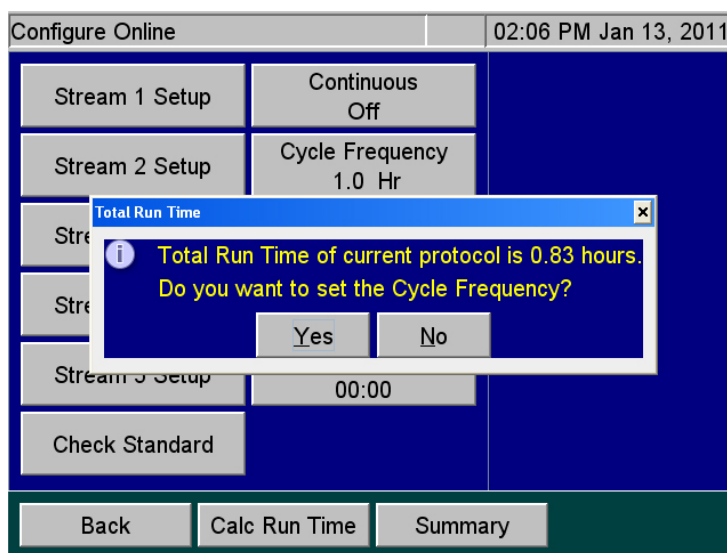 Configure Online
02:06 PM Jan 13, 2011
Stream 1 Setup
Continuous
Off
Stream 2 Setup
Cycle Frequency
1.0 Hr
Total Run Time
Total Run Time of current protocol is 0.83 hours.
Do you want to set the Cycle Frequency?
Yes
No
00:00
Check Standard
Back
Calc Run Time
Summary